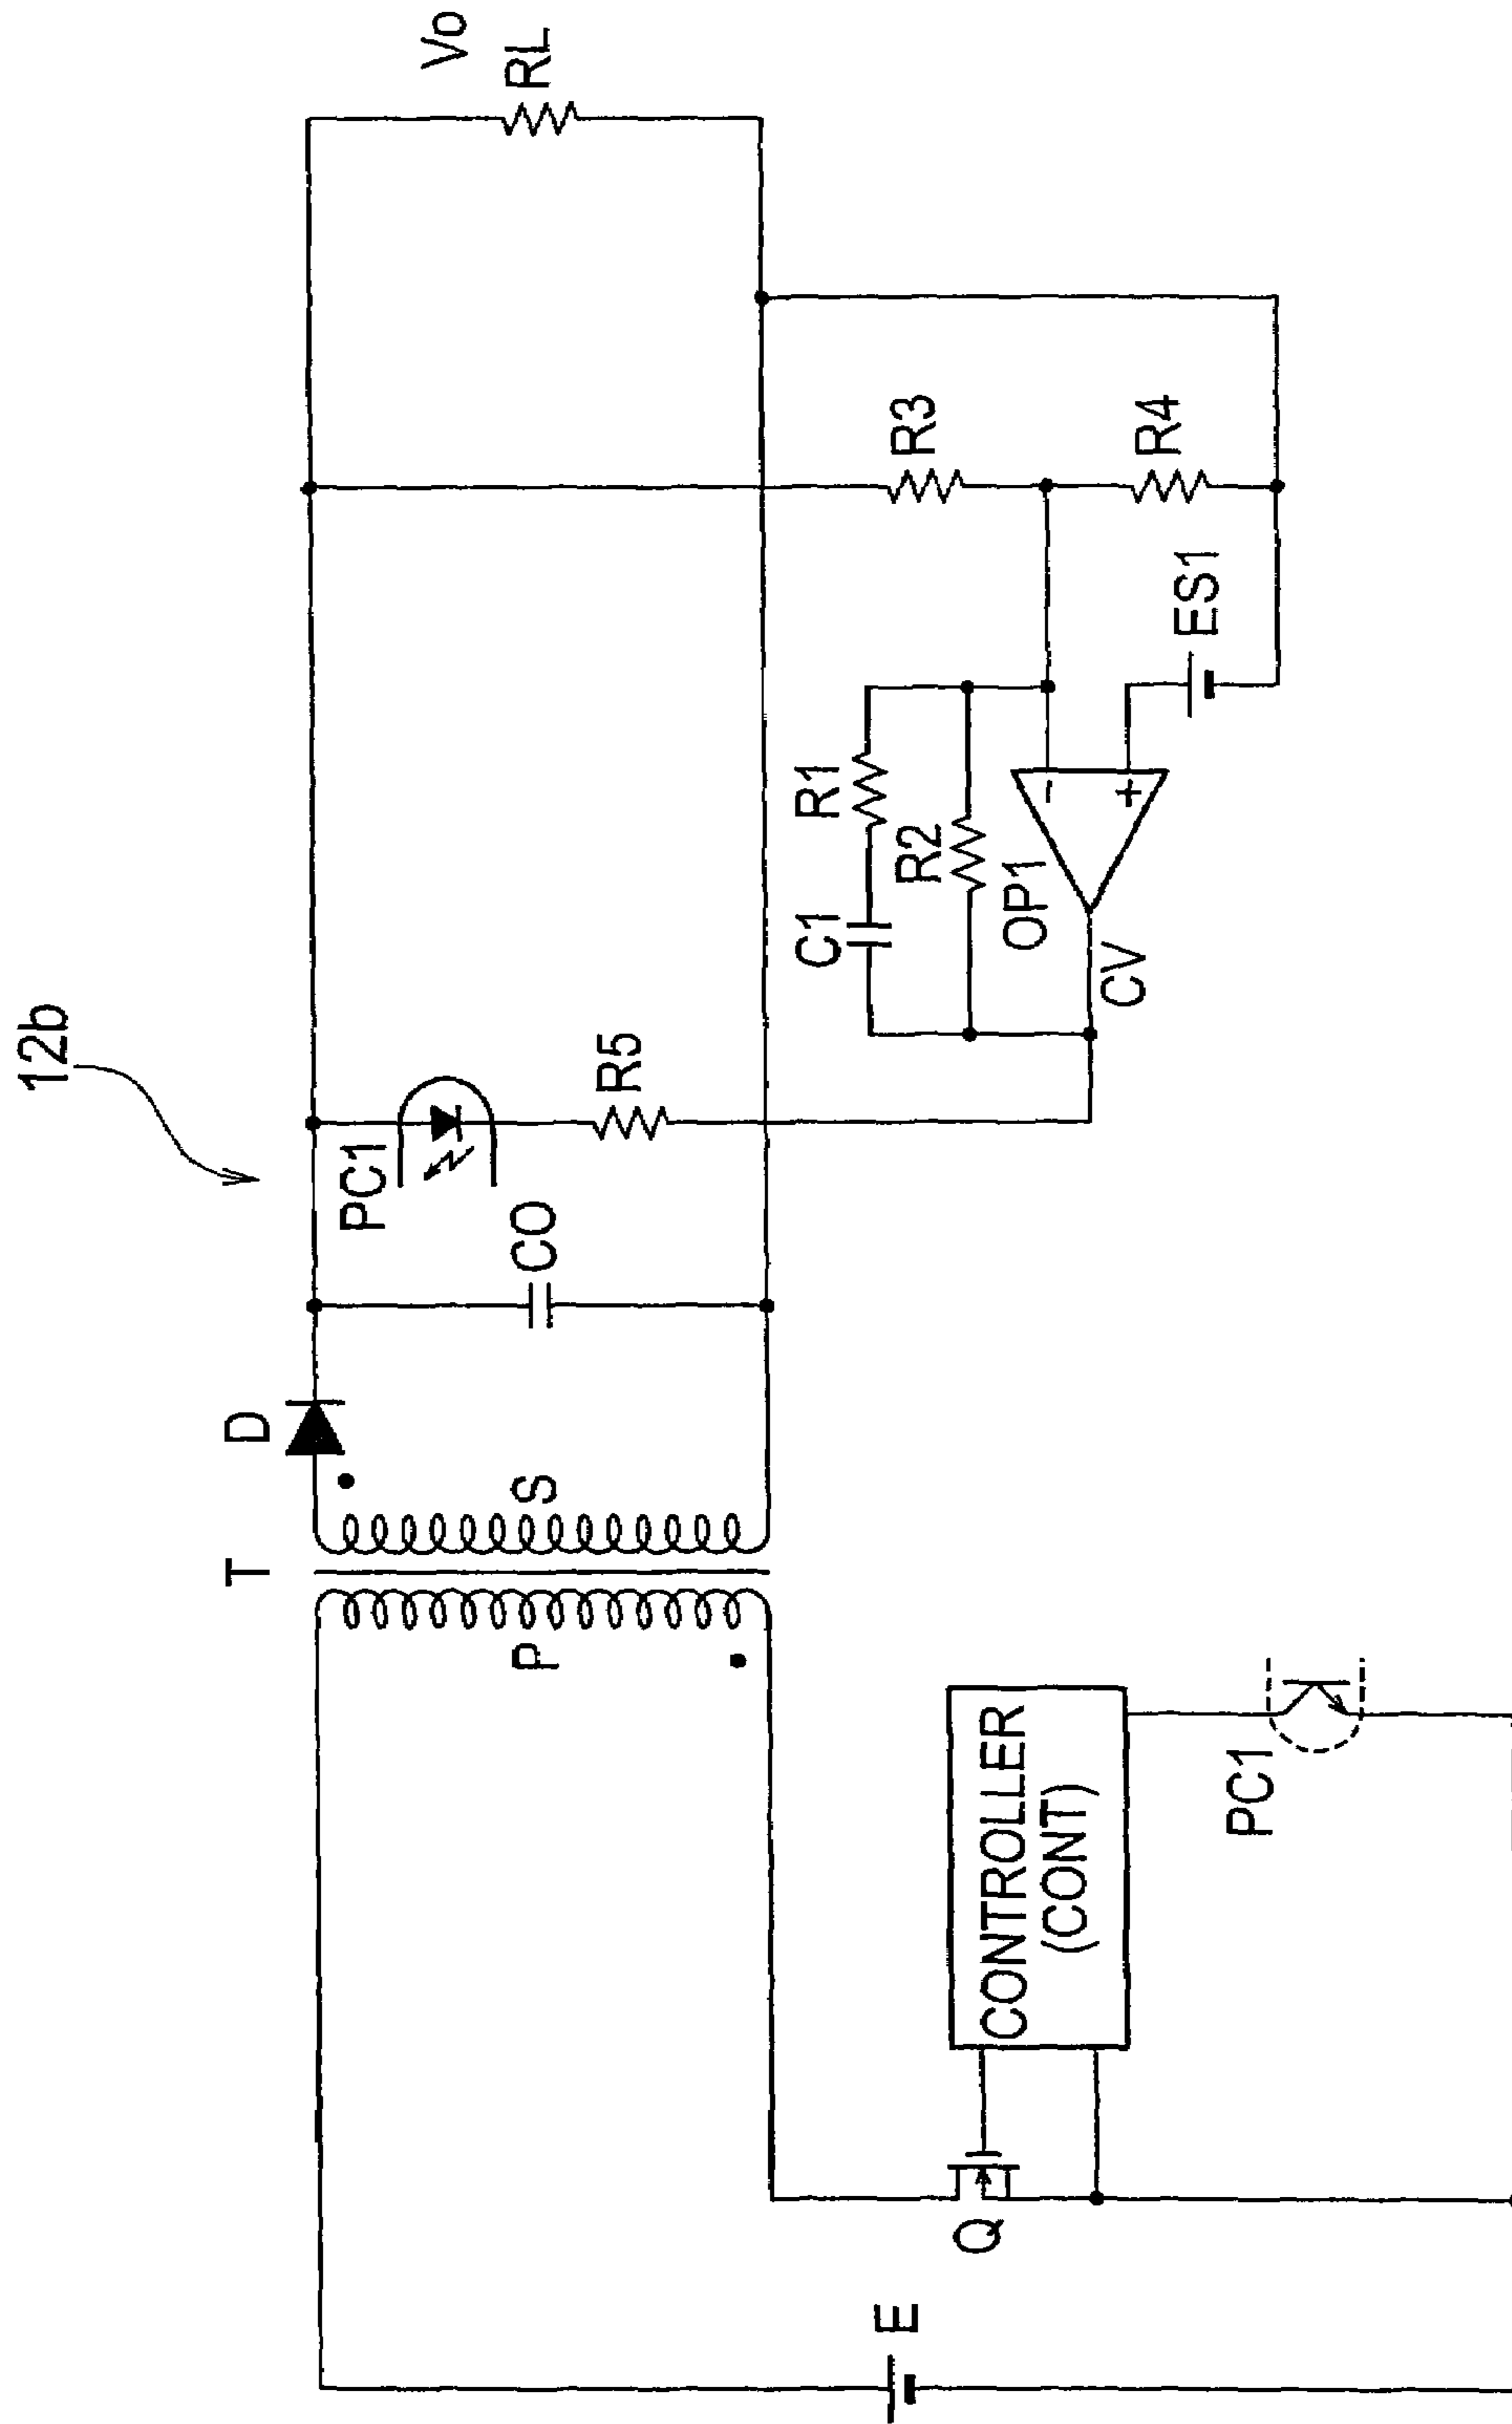 12b
T
D
P
S
CO
PC1
R5
Vo
RL
C1
R1
R2
OP1
CV
-
+
R3
R4
ES1
E
Q
CONTROLLER
(CONT)
PC1